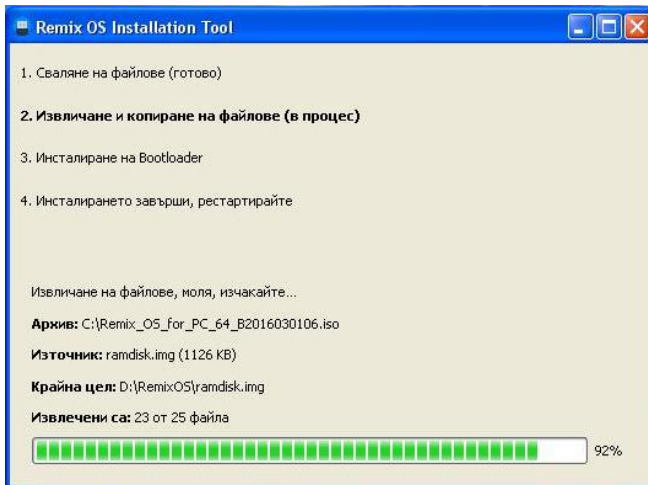 Remix OS Installation Tool
1. Сваляне на файлове (готово)
2. Извличане и копиране на файлове (в процес)
3. Инсталиране на Bootloader
4. Инсталирането завърши, рестартирайте
Извличане на файлове, моля, изчакайте...
Архив: C:\Remix_OS_for_PC_64_B2016030106.iso
Източник: ramdisk.img (1126 KB)
Крайна цел: D:\RemixOS\ramdisk.img
Извлечени са: 23 от 25 файла
92%